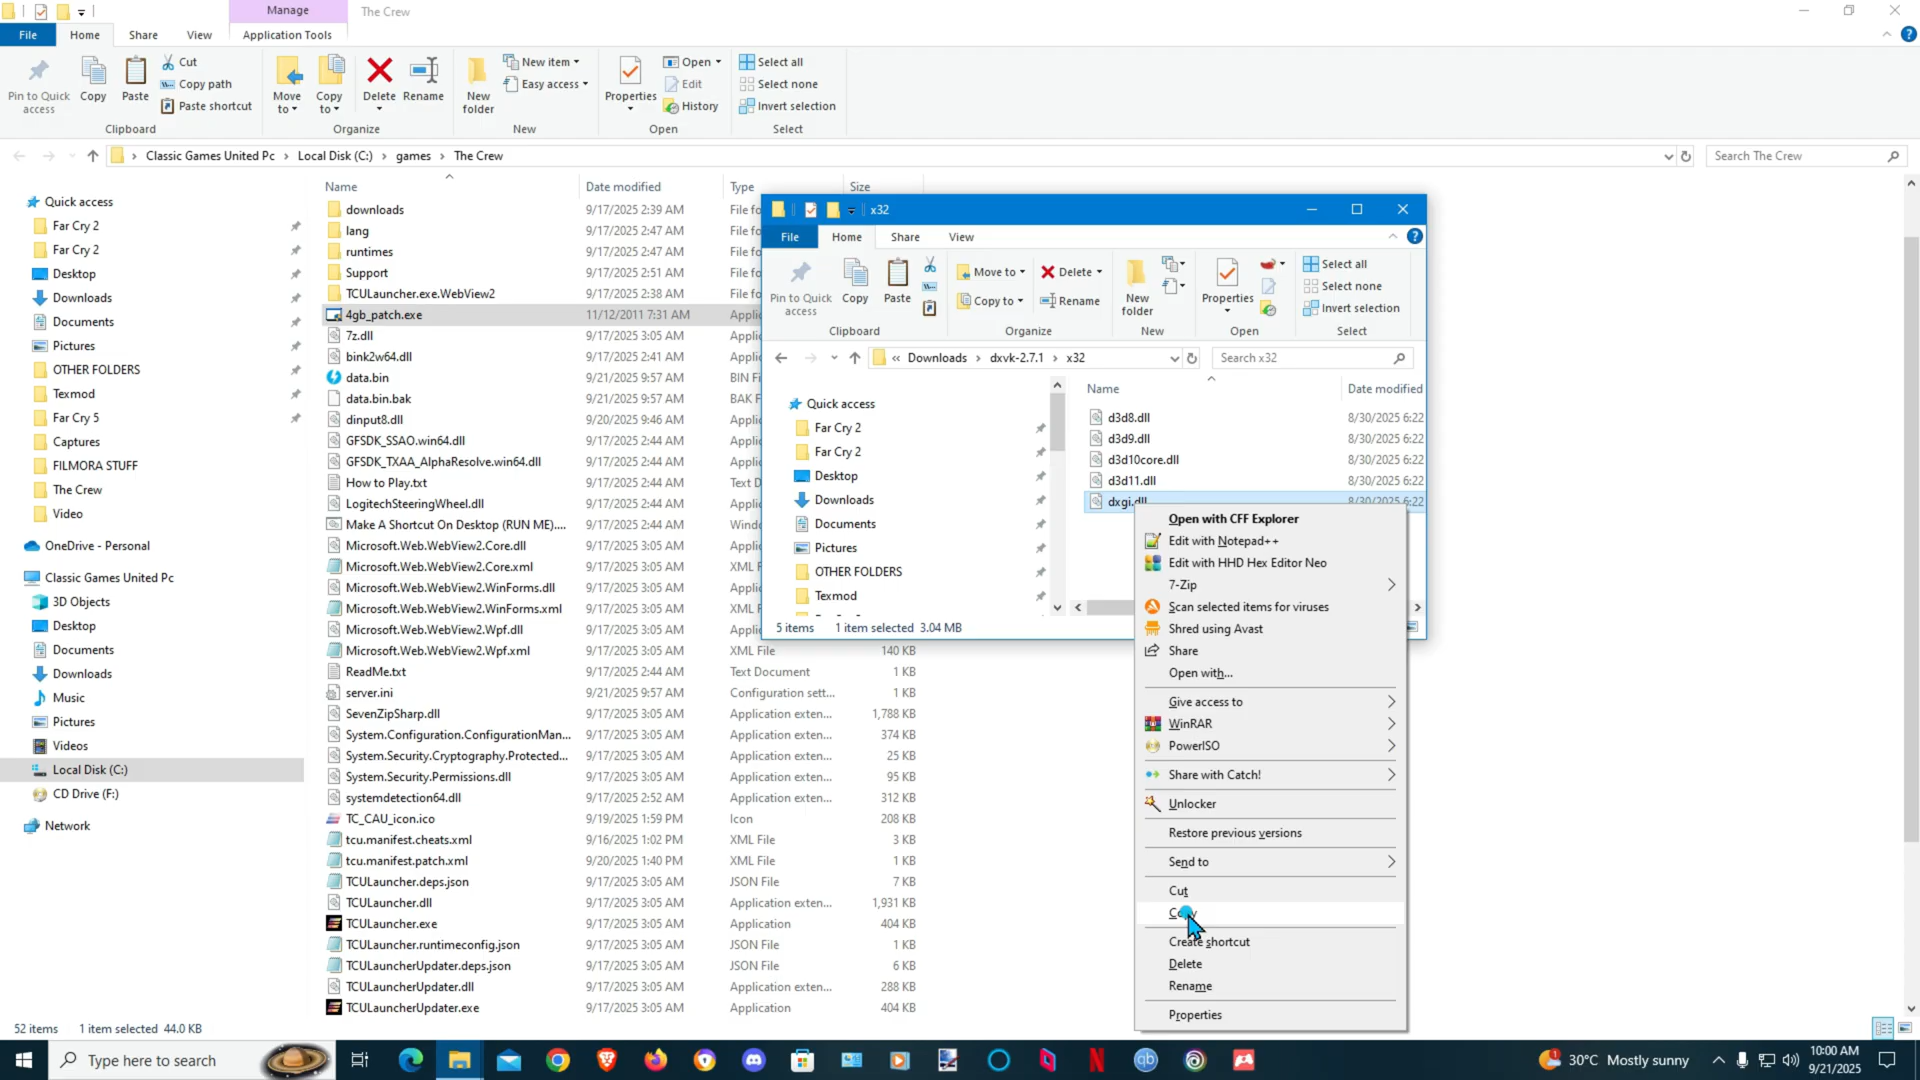 Manage
The Crew
File
Home
Share
View
Application Tools
Pin to Quick access
Copy
Paste
Cut
Copy path
Paste shortcut
Clipboard
Move to
Copy to
Delete
Rename
Organize
New folder
New item
Easy access
New
Properties
Open
Edit
History
Open
Select all
Select none
Invert selection
Select
Classic Games United Pc
Local Disk (C:)
games
The Crew
Search The Crew
Quick access
Far Cry 2
Far Cry 2
Desktop
Downloads
Documents
Pictures
OTHER FOLDERS
Texmod
Far Cry 5
Captures
FILMORA STUFF
The Crew
Video
OneDrive - Personal
Classic Games United Pc
3D Objects
Desktop
Documents
Downloads
Music
Pictures
Videos
Local Disk (C:)
CD Drive (F:)
Network
Name Date modified Type Size
downloads 9/17/2025 2:39 AM File fo
lang 9/17/2025 2:47 AM File fo
runtimes 9/17/2025 2:47 AM File fo
Support 9/17/2025 2:51 AM File fo
TCULauncher.exe.WebView2 9/17/2025 2:38 AM File fo
4gb_patch.exe 11/12/2011 7:31 AM Applic
7z.dll 9/17/2025 3:05 AM Applic
bink2w64.dll 9/17/2025 2:41 AM Applic
data.bin 9/21/2025 9:57 AM BIN Fi
data.bin.bak 9/21/2025 9:57 AM BAK F
dinput8.dll 9/20/2025 9:46 AM Applic
GFSDK_SSAO.win64.dll 9/17/2025 2:44 AM Applic
GFSDK_TXAA_AlphaResolve.win64.dll 9/17/2025 2:44 AM Applic
How to Play.txt 9/17/2025 2:44 AM Text D
LogitechSteeringWheel.dll 9/17/2025 2:44 AM Applic
Make A Shortcut On Desktop (RUN ME).... 9/17/2025 2:44 AM Windo
Microsoft.Web.WebView2.Core.dll 9/17/2025 3:05 AM Applic
Microsoft.Web.WebView2.Core.xml 9/17/2025 3:05 AM XML F
Microsoft.Web.WebView2.WinForms.dll 9/17/2025 3:05 AM Applic
Microsoft.Web.WebView2.WinForms.xml 9/17/2025 3:05 AM XML F
Microsoft.Web.WebView2.Wpf.dll 9/17/2025 3:05 AM Applic
Microsoft.Web.WebView2.Wpf.xml 9/17/2025 3:05 AM XML File 140 KB
ReadMe.txt 9/17/2025 2:44 AM Text Document 1 KB
server.ini 9/21/2025 9:57 AM Configuration sett... 1 KB
SevenZipSharp.dll 9/17/2025 3:05 AM Application exten... 1,788 KB
System.Configuration.ConfigurationMan... 9/17/2025 3:05 AM Application exten... 374 KB
System.Security.Cryptography.Protected... 9/17/2025 3:05 AM Application exten... 25 KB
System.Security.Permissions.dll 9/17/2025 3:05 AM Application exten... 95 KB
systemdetection64.dll 9/17/2025 2:52 AM Application exten... 312 KB
TC_CAU_icon.ico 9/19/2025 1:59 PM Icon 208 KB
tcu.manifest.cheats.xml 9/16/2025 1:02 PM XML File 3 KB
tcu.manifest.patch.xml 9/20/2025 1:40 PM XML File 1 KB
TCULauncher.deps.json 9/17/2025 3:05 AM JSON File 7 KB
TCULauncher.dll 9/17/2025 3:05 AM Application exten... 1,931 KB
TCULauncher.exe 9/17/2025 3:05 AM Application 404 KB
TCULauncher.runtimeconfig.json 9/17/2025 3:05 AM JSON File 1 KB
TCULauncherUpdater.deps.json 9/17/2025 3:05 AM JSON File 6 KB
TCULauncherUpdater.dll 9/17/2025 3:05 AM Application exten... 288 KB
TCULauncherUpdater.exe 9/17/2025 3:05 AM Application 404 KB
52 items 1 item selected 44.0 KB
x32
File
Home
Share
View
Pin to Quick access
Copy
Paste
Clipboard
Move to
Copy to
Delete
Rename
Organize
New folder
New
Properties
Open
Select all
Select none
Invert selection
Select
« Downloads
dxvk-2.7.1
x32
Search x32
Quick access
Far Cry 2
Far Cry 2
Desktop
Downloads
Documents
Pictures
OTHER FOLDERS
Texmod
Name Date modified
d3d8.dll 8/30/2025 6:22
d3d9.dll 8/30/2025 6:22
d3d10core.dll 8/30/2025 6:22
d3d11.dll 8/30/2025 6:22
dxgi.dll 8/30/2025 6:22
5 items 1 item selected 3.04 MB
Open with CFF Explorer
Edit with Notepad++
Edit with HHD Hex Editor Neo
7-Zip
Scan selected items for viruses
Shred using Avast
Share
Open with...
Give access to
WinRAR
PowerISO
Share with Catch!
Unlocker
Restore previous versions
Send to
Cut
Copy
Create shortcut
Delete
Rename
Properties
Type here to search
30°C Mostly sunny
10:00 AM
9/21/2025